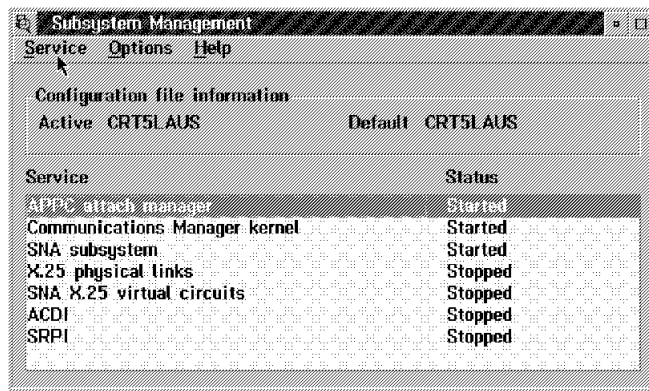 Subsystem Management
Service Options Help
Configuration file information
Active CRT5LAUS Default CRT5LAUS
Service Status
APPC attach manager Started
Communications Manager kernel Started
SNA subsystem Started
X.25 physical links Stopped
SNA X.25 virtual circuits Stopped
ACDI Stopped
SRPI Stopped